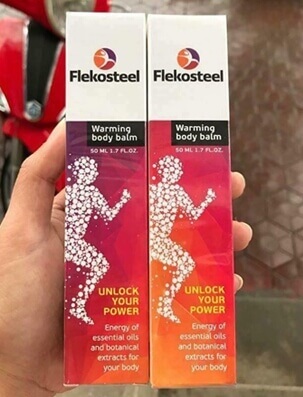 Flekosteel
Warming
body balm
50 ML 1.7 FL.OZ.
UNLOCK
YOUR
POWER
Energy of
essential oils
and botanical
extracts for
your body
Flekosteel
Warming
body balm
50 ML 1.7 FL.OZ.
UNLOCK
YOUR
POWER
Energy of
essential oils
and botanical
extracts for
your body